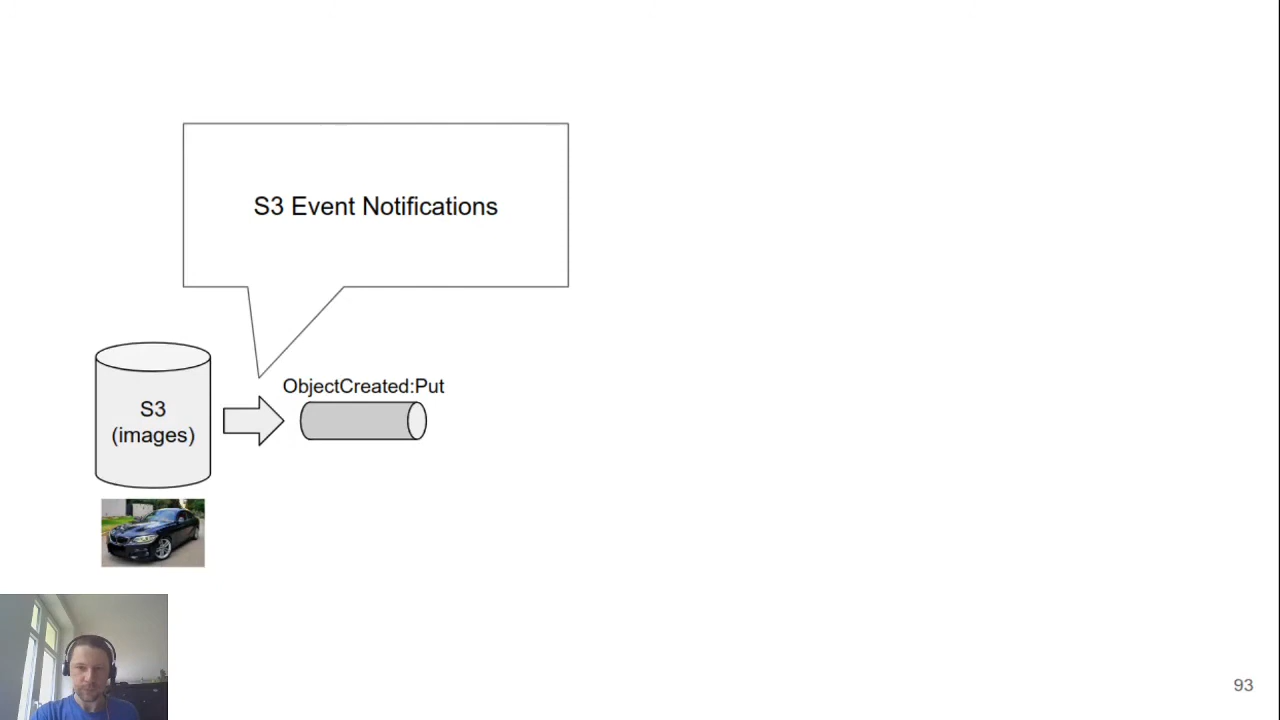 S3 Event Notifications
ObjectCreated:Put
S3
(images)
93